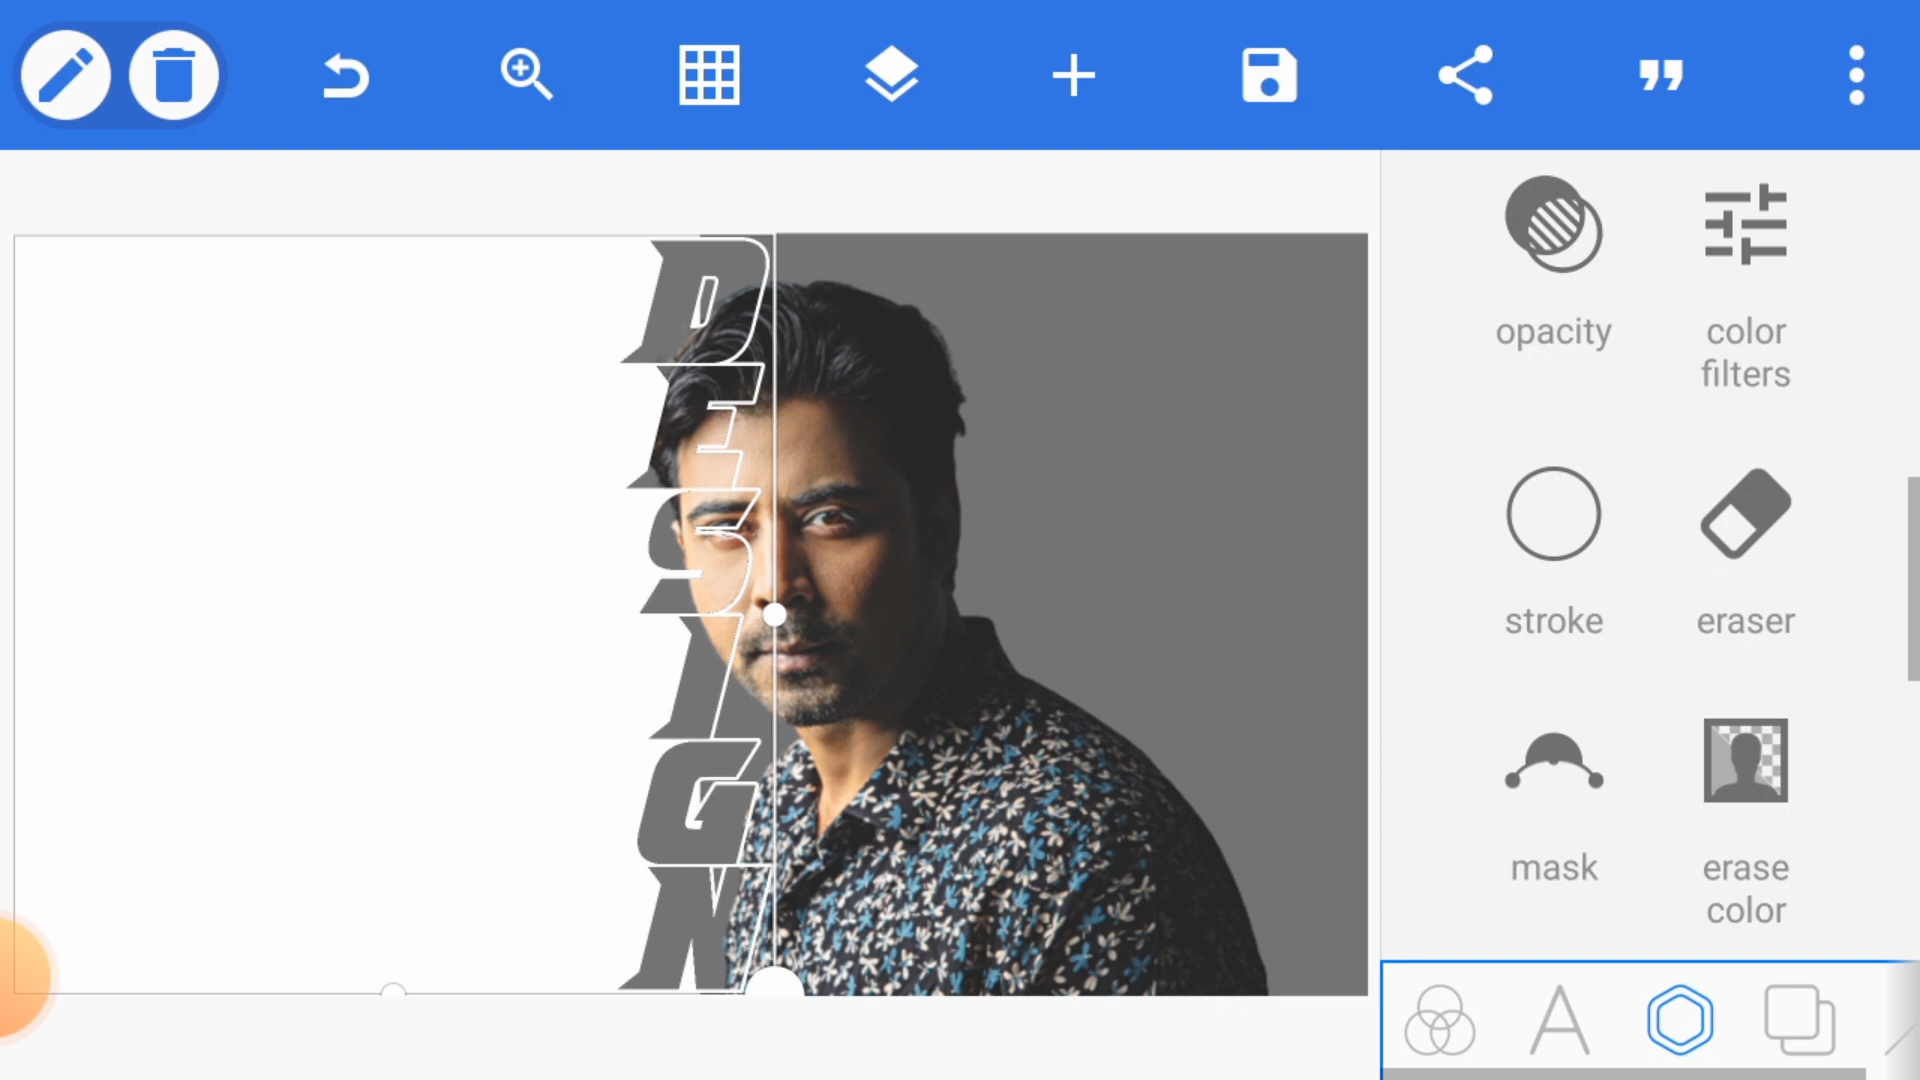 DESIGN
opacity
color
filters
stroke
eraser
mask
erase
color